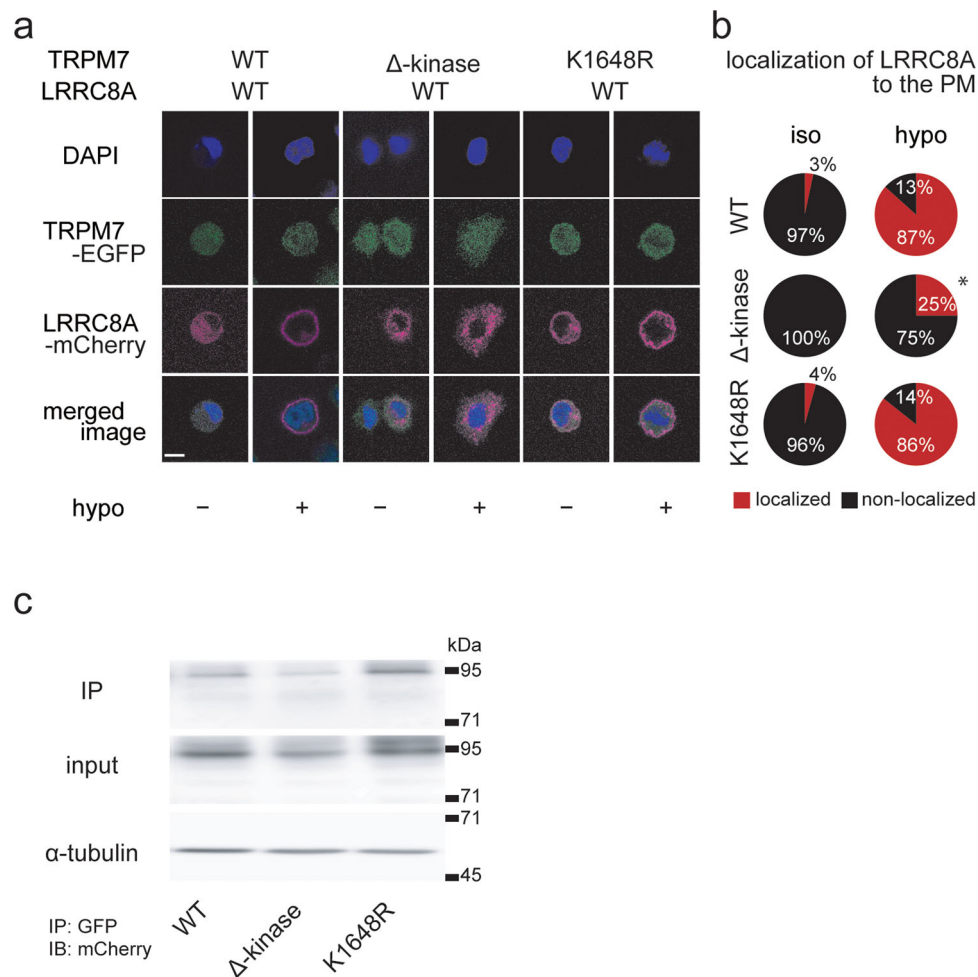 a
TRPM7 WT Δ-kinase K1648R
LRRC8A WT WT WT
DAPI
TRPM7
-EGFP
LRRC8A
-mCherry
merged
image
hypo − + − + − +
b
localization of LRRC8A
to the PM
iso hypo
WT
3%
97%
13%
87%
Δ-kinase
100%
25%
*
75%
K1648R
4%
96%
14%
86%
localized non-localized
c
kDa
IP
95
71
input
95
71
α-tubulin
71
45
WT Δ-kinase K1648R
IP: GFP
IB: mCherry